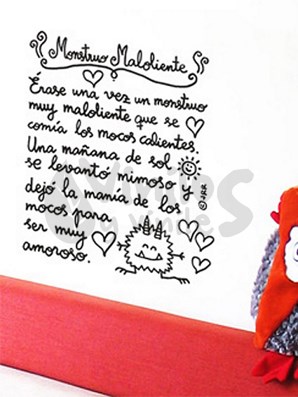 Monstruo Maloliente
Érase una vez un monstruo
muy maloliente que se
comía los mocos calientes.
Una mañana de sol
se levantó mimoso y
dejó la manía de los
mocos para
ser muy
amoroso.
©JRR